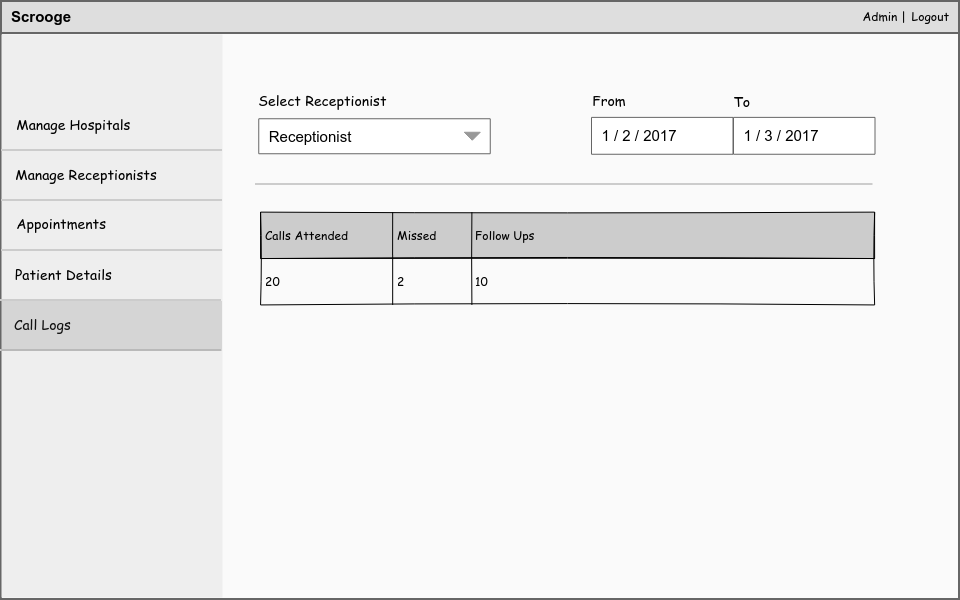 Scrooge
Admin | Logout
Manage Hospitals
Manage Receptionists
Appointments
Patient Details
Call Logs
Select Receptionist
Receptionist
From
To
1 / 2 / 2017
1 / 3 / 2017
Calls Attended Missed Follow Ups
20 2 10